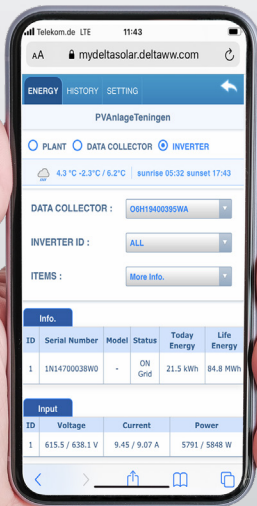 Telekom.de LTE 11:43
AA mydeltasolar.deltaww.com
ENERGY HISTORY SETTING
PVAnlageTeningen
PLANT DATA COLLECTOR INVERTER
4.3 °C -2.3°C / 6.2°C sunrise 05:32 sunset 17:43
DATA COLLECTOR : O6H19400395WA
INVERTER ID : ALL
ITEMS : More Info.
Info.
ID Serial Number Model Status Today Energy Life Energy
1 1N14700038W0 - ON Grid 21.5 kWh 84.8 MWh
Input
ID Voltage Current Power
1 615.5 / 638.1 V 9.45 / 9.07 A 5791 / 5848 W